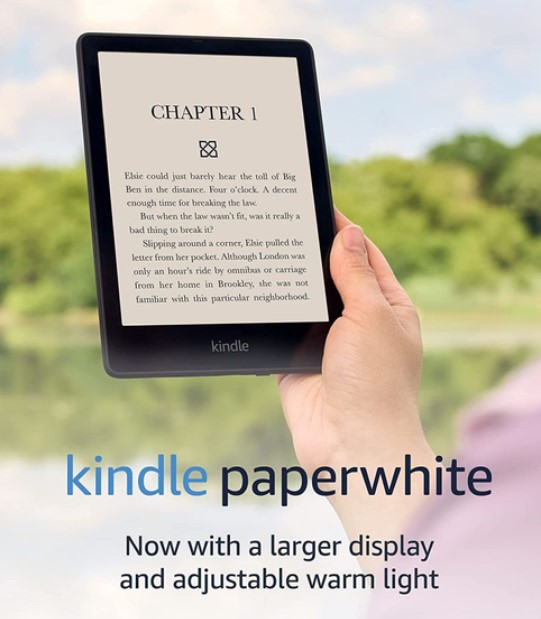 CHAPTER 1
Elsie could just barely hear the toll of Big
Ben in the distance. Four o'clock. A decent
enough time for breaking the law.
But when the law wasn't fit, was it really a
bad thing to break it?
Slipping around a corner, Elsie pulled the
letter from her pocket. Although London was
only an hour's ride by omnibus or carriage
from her home in Brookley, she was not
familiar with this particular neighborhood.
kindle
kindle paperwhite
Now with a larger display
and adjustable warm light